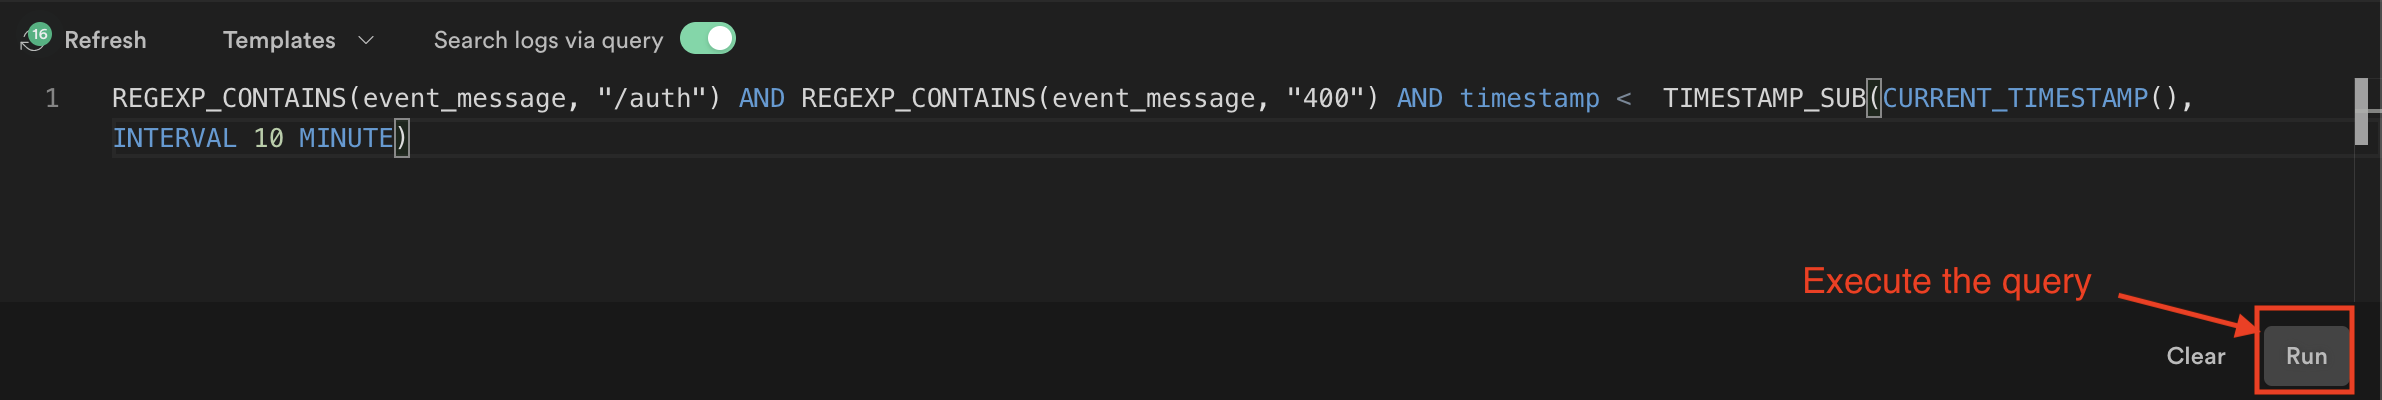 16 Refresh Templates Search logs via query
1 REGEXP_CONTAINS(event_message, "/auth") AND REGEXP_CONTAINS(event_message, "400") AND timestamp <  TIMESTAMP_SUB(CURRENT_TIMESTAMP(),
INTERVAL 10 MINUTE)
Execute the query
Clear Run